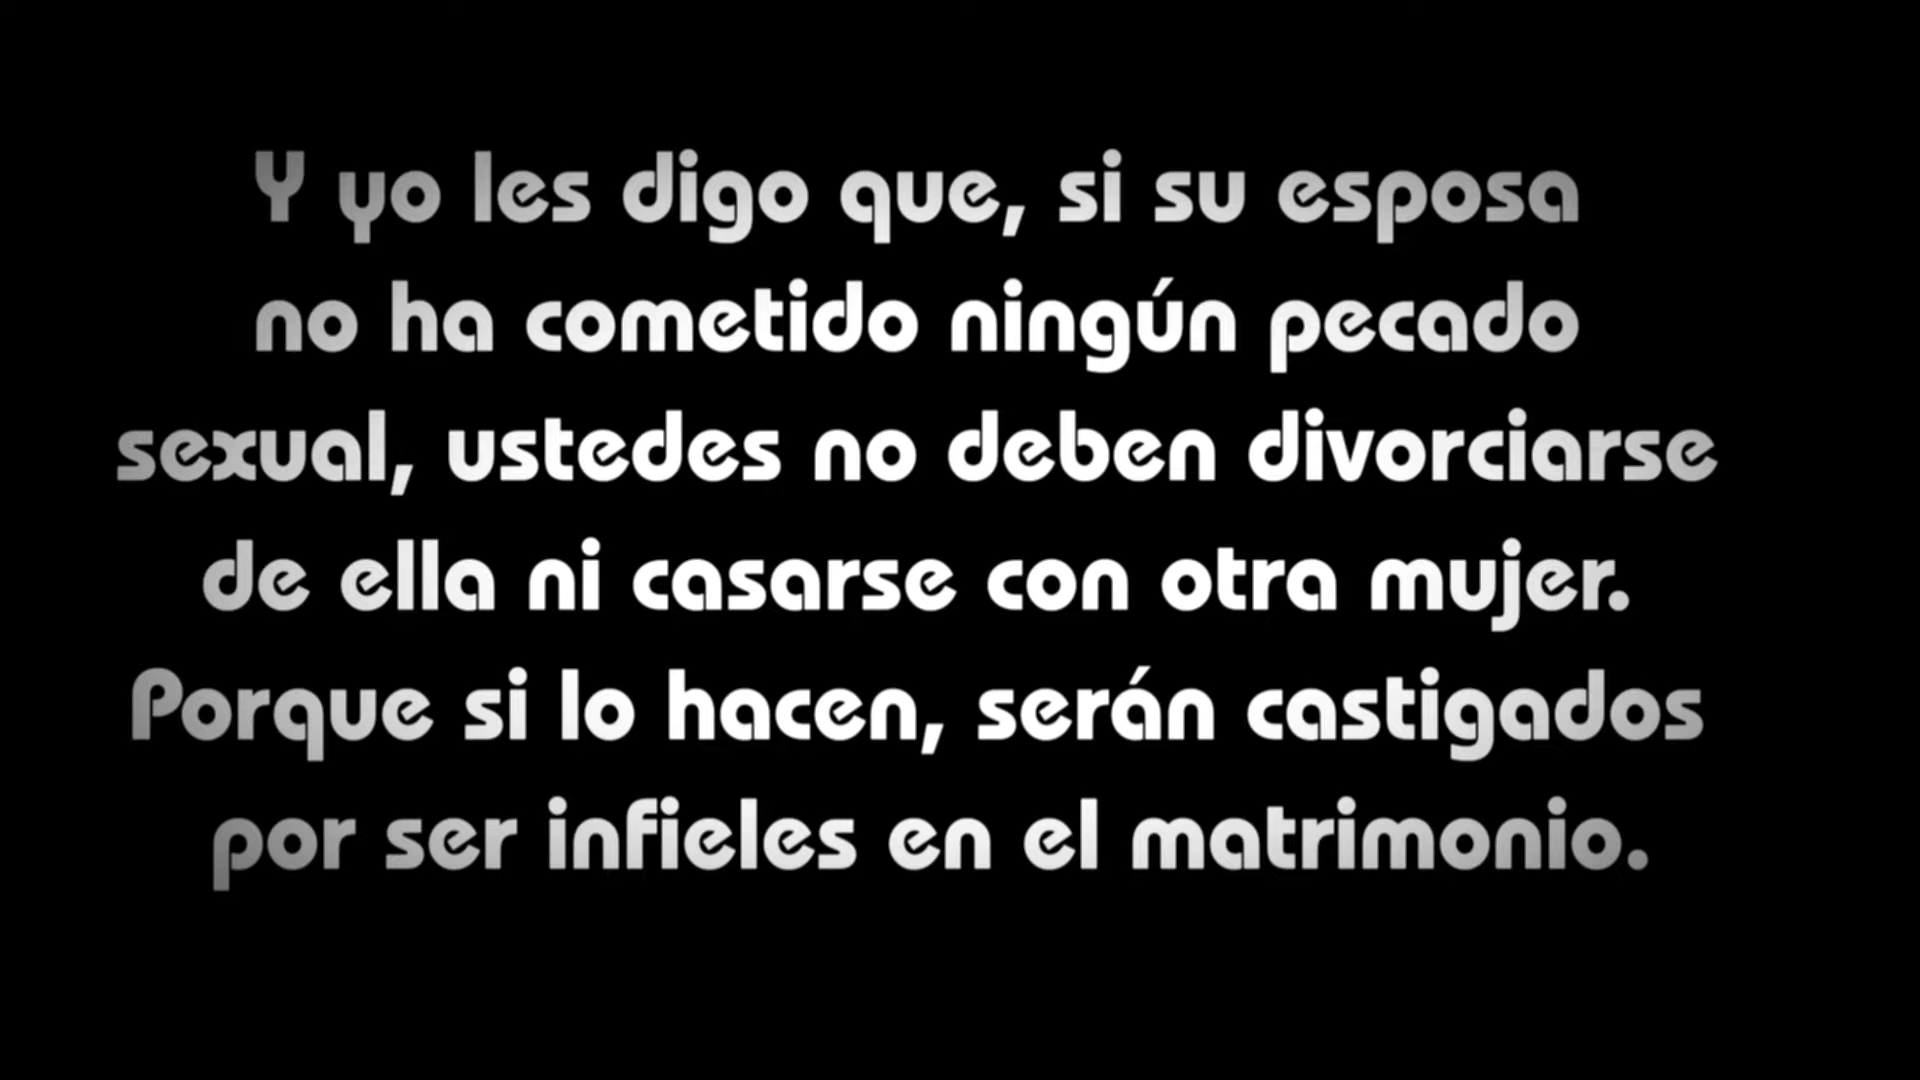 Y yo les digo que, si su esposa
no ha cometido ningún pecado
sexual, ustedes no deben divorciarse
de ella ni casarse con otra mujer.
Porque si lo hacen, serán castigados
por ser infieles en el matrimonio.